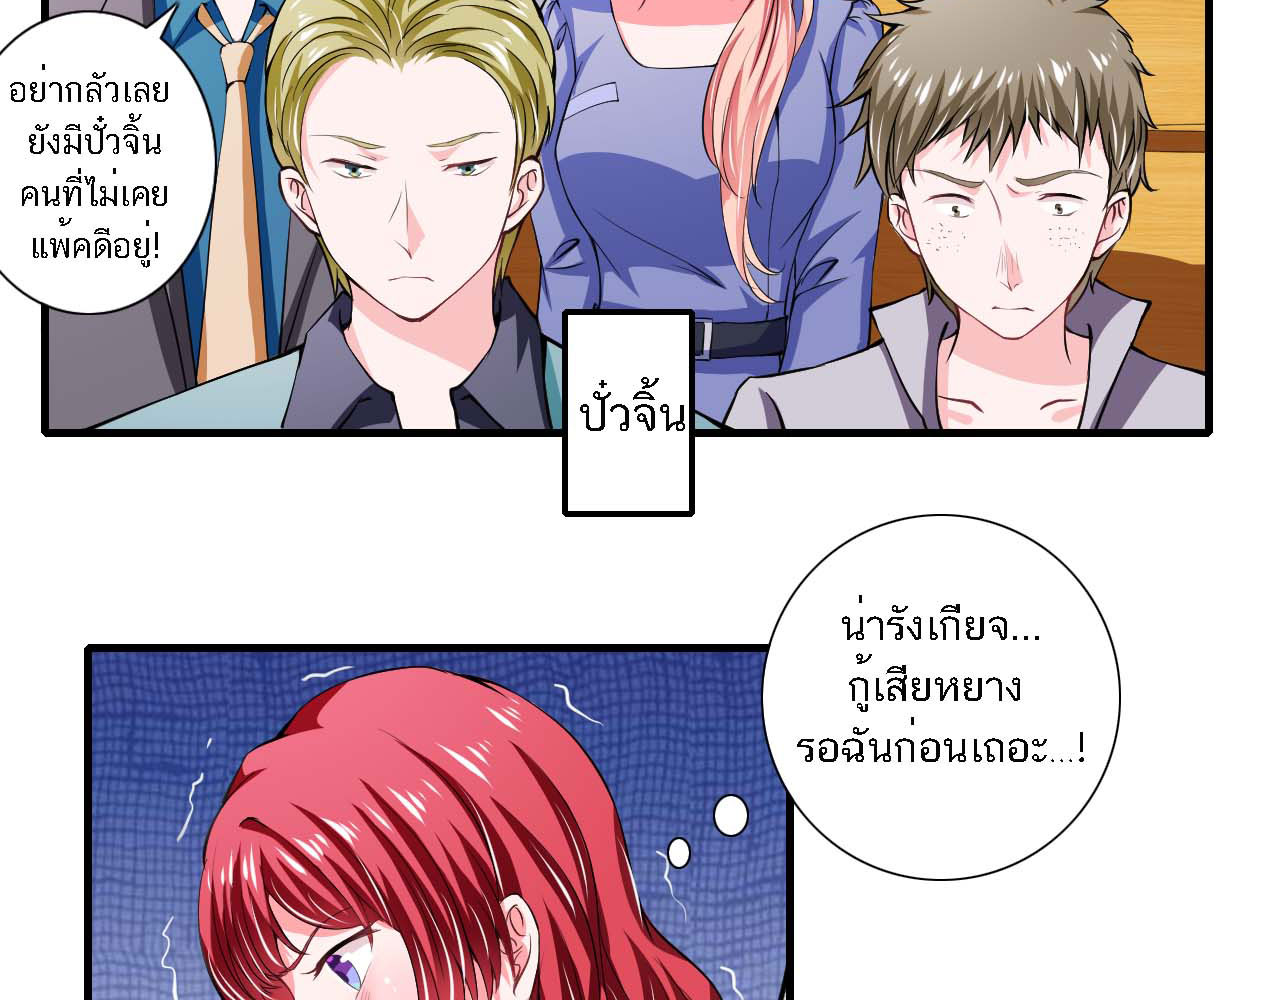 อย่ากลัวเลย
ยังมีปั๋วจิ้น
คนที่ไม่เคย
แพ้คดีอยู่!
ปั๋วจิ้น
น่ารังเกียจ...
กู้เสียหยาง
รอฉันก่อนเถอะ...!